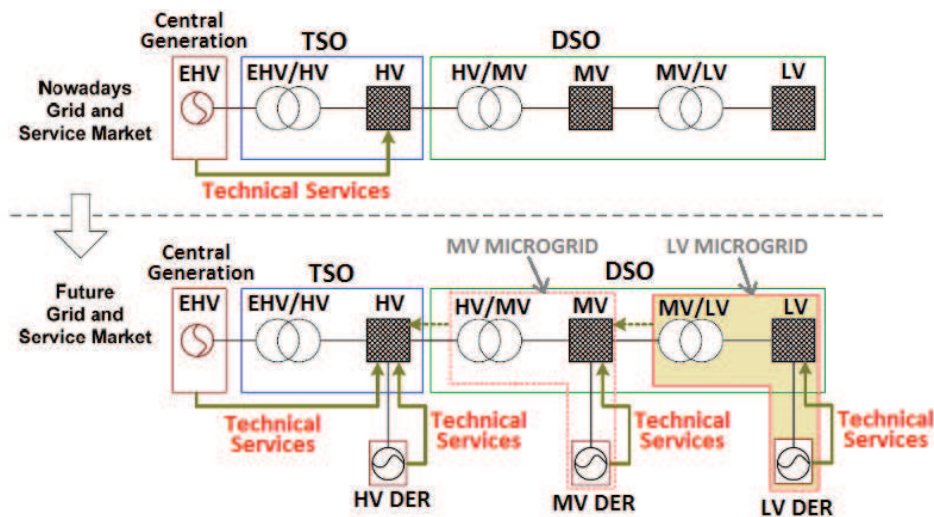 Central
Generation
TSO
DSO
EHV
EHV/HV
HV
HV/MV
MV
MV/LV
LV
Nowadays
Grid and
Service Market
Technical Services
MV MICROGRID
LV MICROGRID
Central
Generation
TSO
DSO
EHV
EHV/HV
HV
HV/MV
MV
MV/LV
LV
Future
Grid and
Service Market
Technical
Services
Technical
Services
Technical
Services
Technical
Services
HV DER
MV DER
LV DER